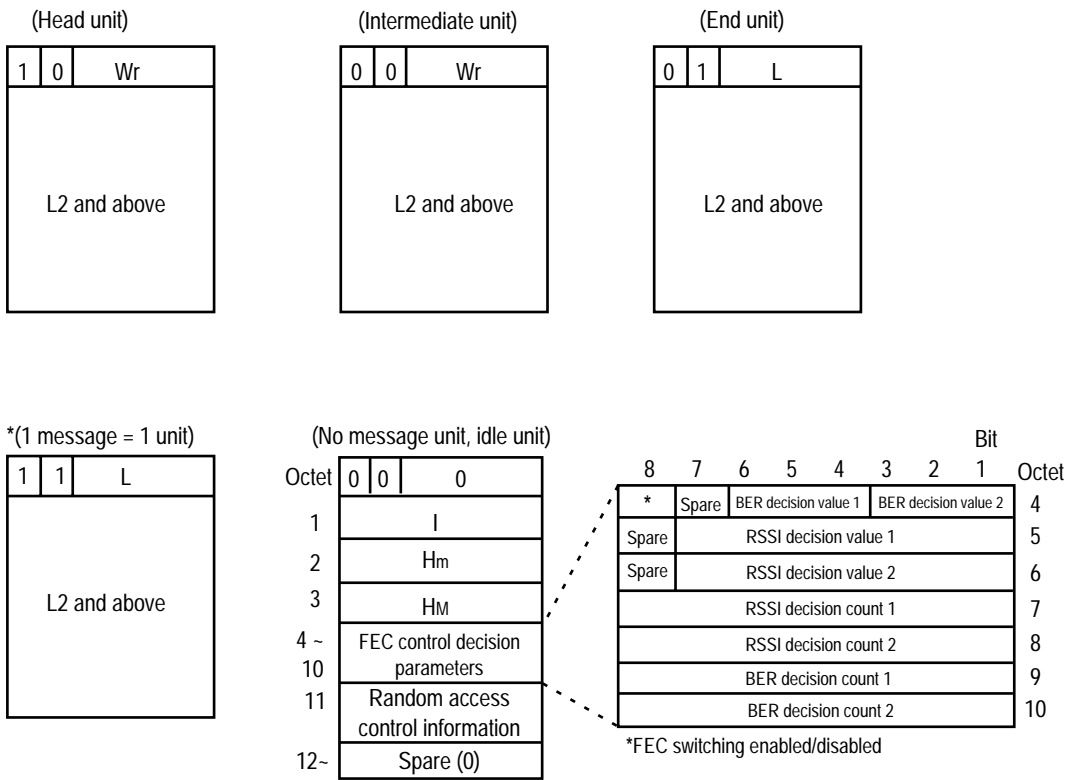 (Head unit)
1 0 Wr
L2 and above
(Intermediate unit)
0 0 Wr
L2 and above
(End unit)
0 1 L
L2 and above
*(1 message = 1 unit)
1 1 L
L2 and above
(No message unit, idle unit)
Octet 0 0 0
1 I
2 Hm
3 HM
4 ~ 10 FEC control decision
parameters
11 Random access
control information
12~ Spare (0)
Bit
8 7 6 5 4 3 2 1 Octet
* Spare BER decision value 1 BER decision value 2 4
Spare RSSI decision value 1 5
Spare RSSI decision value 2 6
RSSI decision count 1 7
RSSI decision count 2 8
BER decision count 1 9
BER decision count 2 10
*FEC switching enabled/disabled